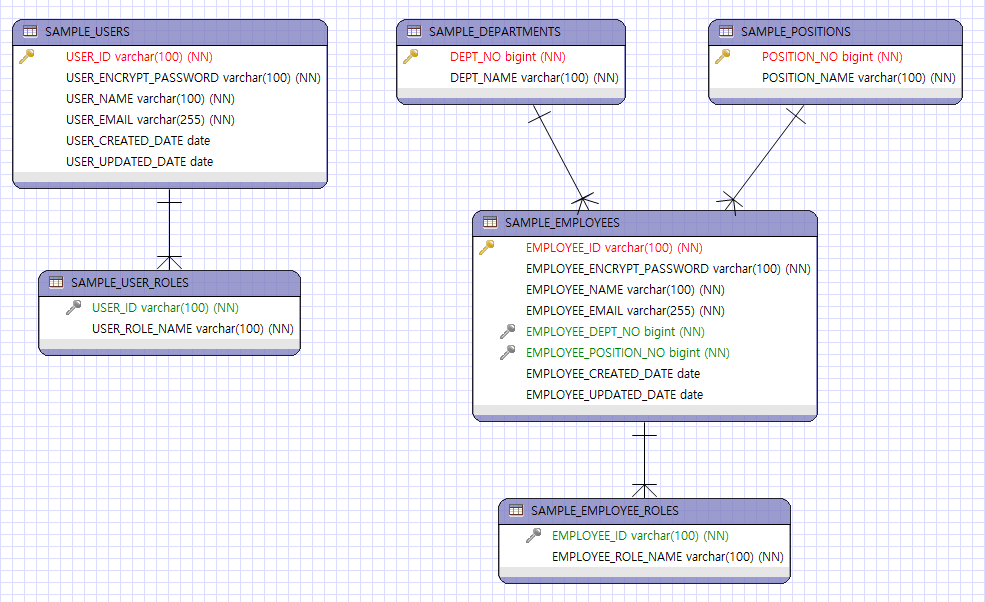 SAMPLE_USERS
USER_ID varchar(100) (NN)
USER_ENCRYPT_PASSWORD varchar(100) (NN)
USER_NAME varchar(100) (NN)
USER_EMAIL varchar(255) (NN)
USER_CREATED_DATE date
USER_UPDATED_DATE date
SAMPLE_DEPARTMENTS
DEPT_NO bigint (NN)
DEPT_NAME varchar(100) (NN)
SAMPLE_POSITIONS
POSITION_NO bigint (NN)
POSITION_NAME varchar(100) (NN)
SAMPLE_USER_ROLES
USER_ID varchar(100) (NN)
USER_ROLE_NAME varchar(100) (NN)
SAMPLE_EMPLOYEES
EMPLOYEE_ID varchar(100) (NN)
EMPLOYEE_ENCRYPT_PASSWORD varchar(100) (NN)
EMPLOYEE_NAME varchar(100) (NN)
EMPLOYEE_EMAIL varchar(255) (NN)
EMPLOYEE_DEPT_NO bigint (NN)
EMPLOYEE_POSITION_NO bigint (NN)
EMPLOYEE_CREATED_DATE date
EMPLOYEE_UPDATED_DATE date
SAMPLE_EMPLOYEE_ROLES
EMPLOYEE_ID varchar(100) (NN)
EMPLOYEE_ROLE_NAME varchar(100) (NN)